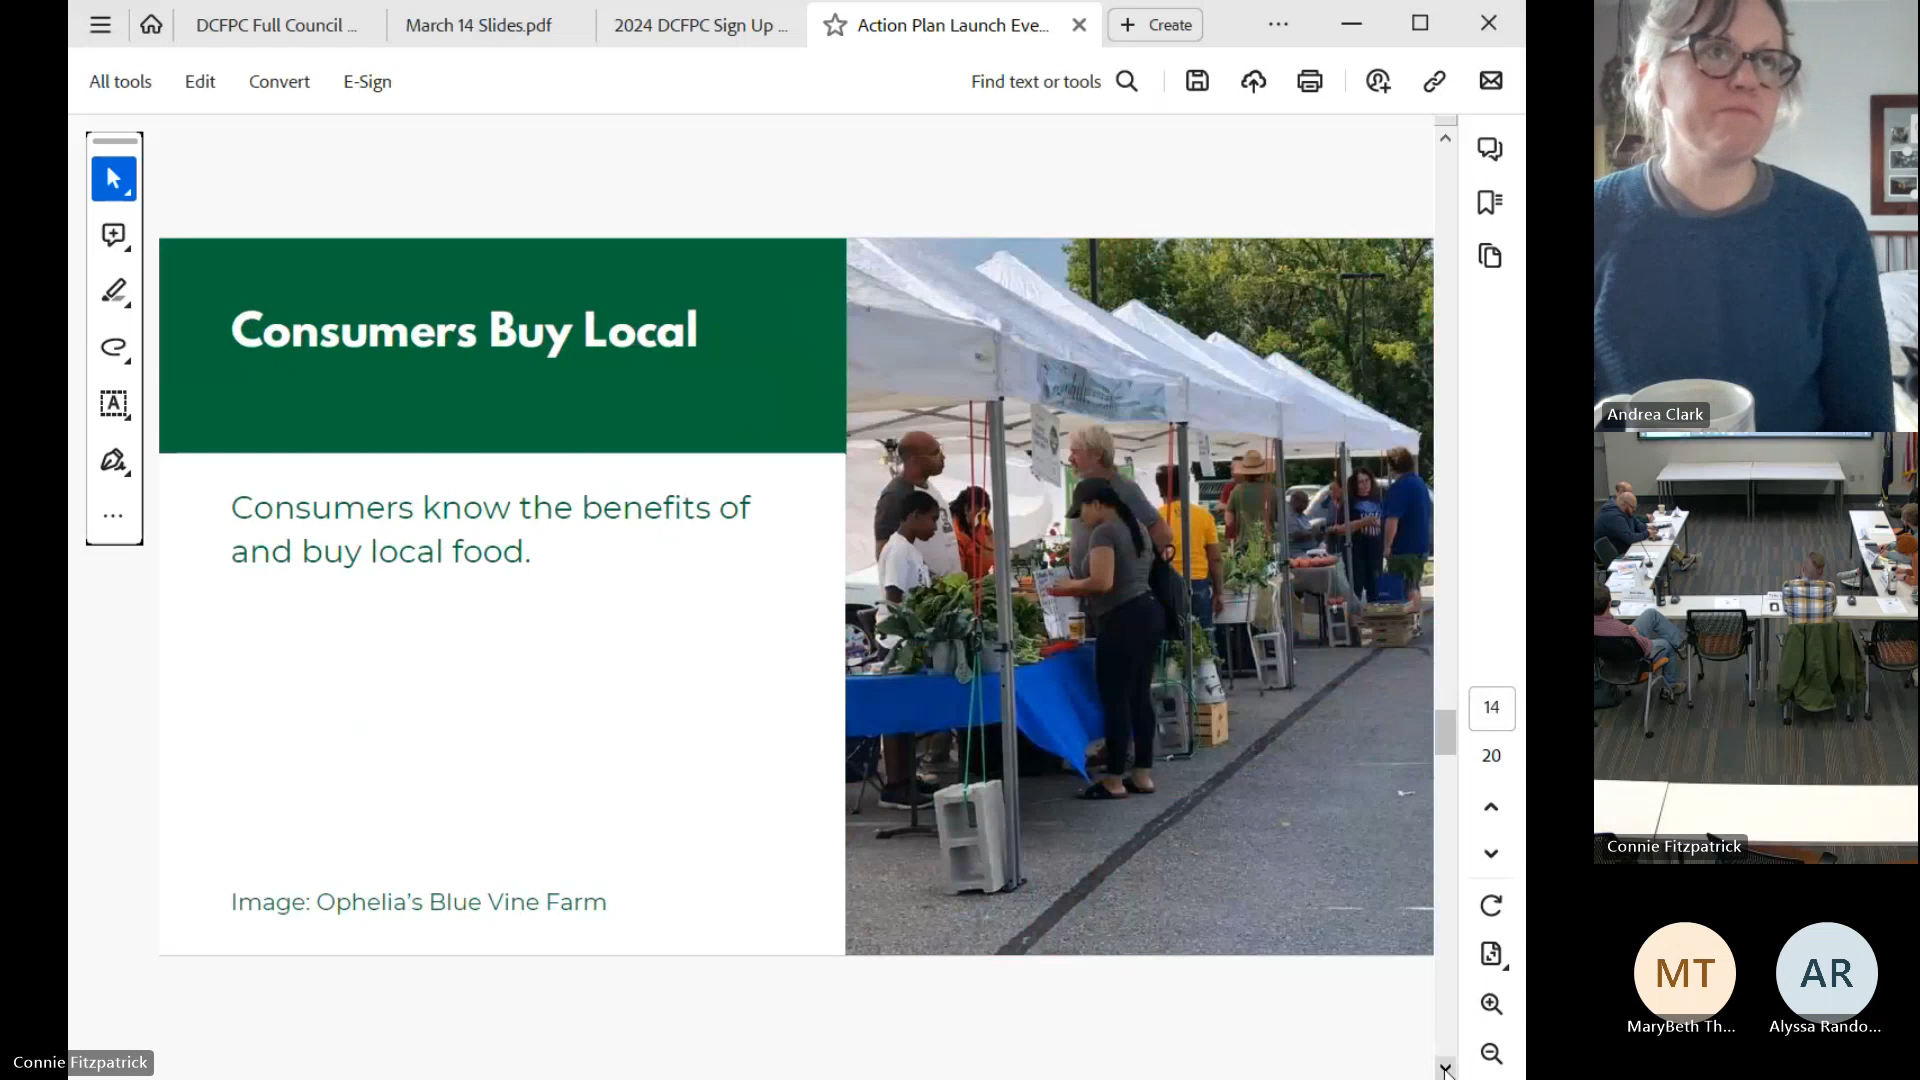 DCFPC Full Council ...
March 14 Slides.pdf
2024 DCFPC Sign Up ...
Action Plan Launch Eve...
Create
All tools
Edit
Convert
E-Sign
Find text or tools
Consumers Buy Local
Consumers know the benefits of
and buy local food.
Image: Ophelia's Blue Vine Farm
14
20
Andrea Clark
Connie Fitzpatrick
MT
AR
MaryBeth Th...
Alyssa Rando...
Connie Fitzpatrick